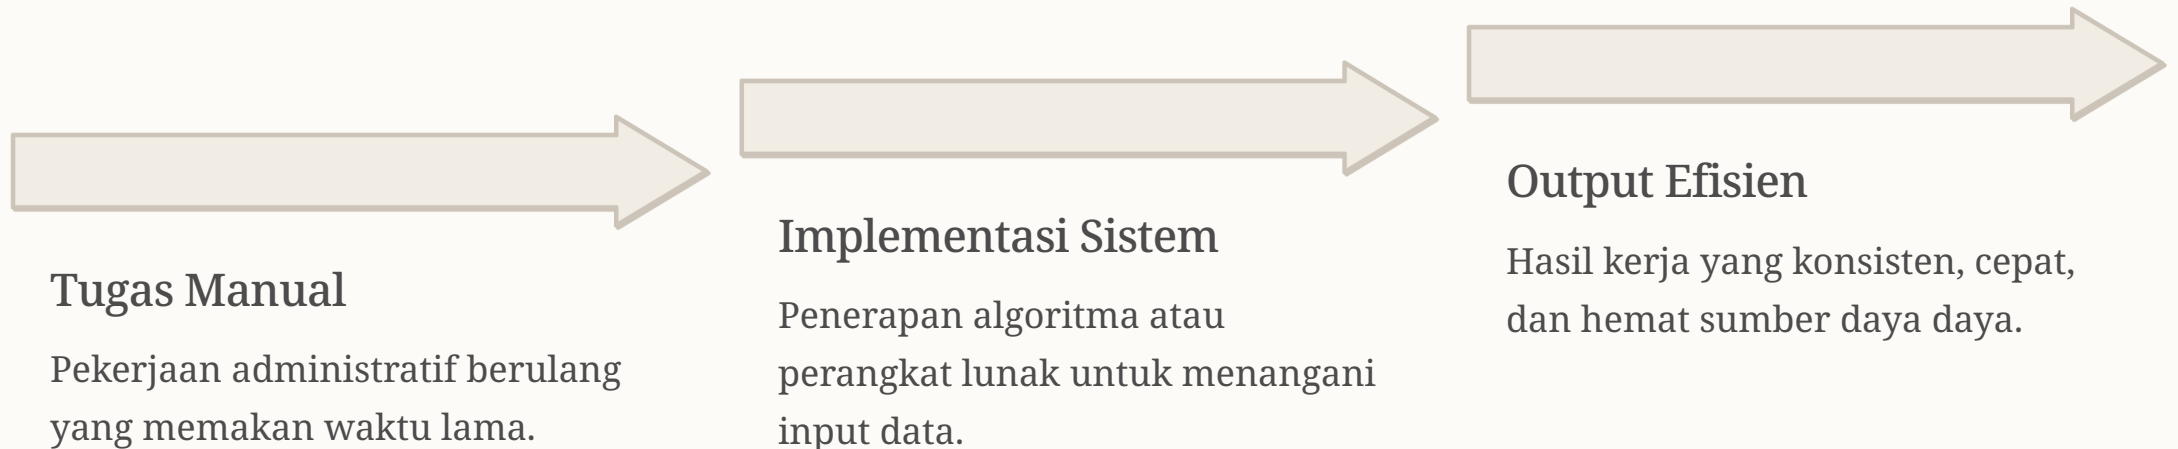 Tugas Manual
Pekerjaan administratif berulang
yang memakan waktu lama.
Implementasi Sistem
Penerapan algoritma atau
perangkat lunak untuk menangani
input data.
Output Efisien
Hasil kerja yang konsisten, cepat,
dan hemat sumber daya daya.